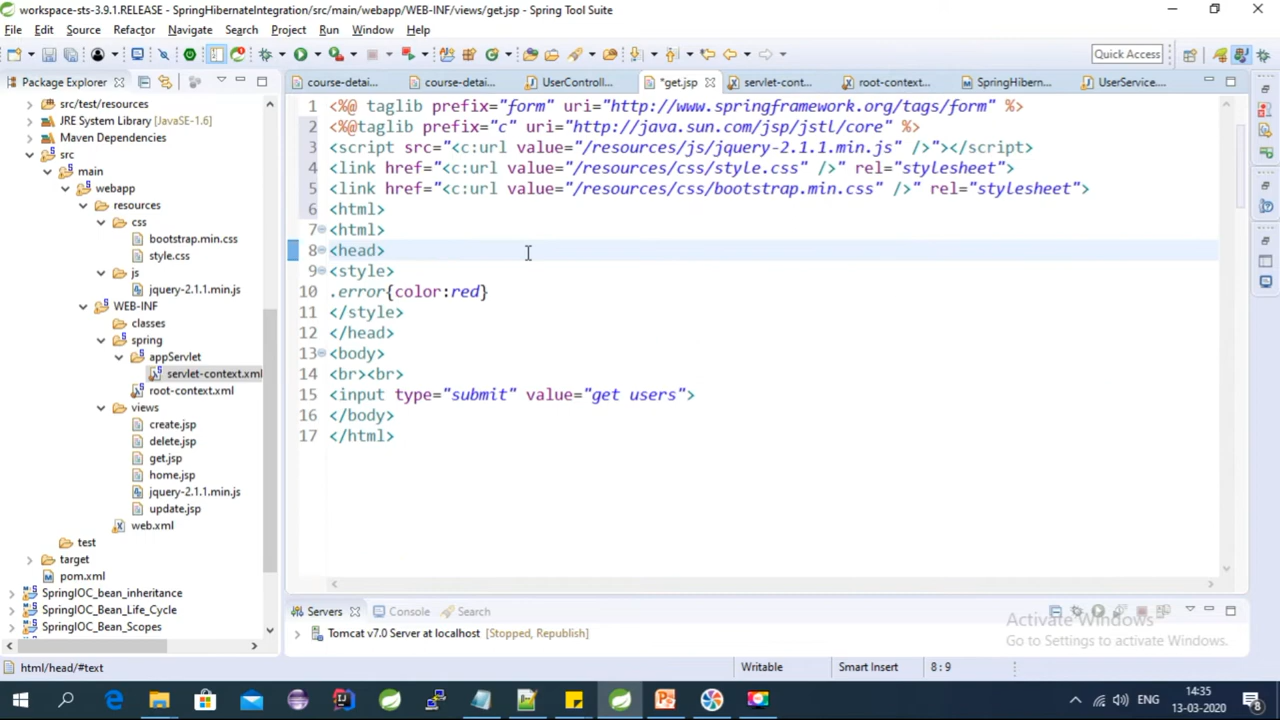 workspace-sts-3.9.1.RELEASE - SpringHibernateIntegration/src/main/webapp/WEB-INF/views/get.jsp - Spring Tool Suite
File Edit Source Refactor Navigate Search Project Run Window Help
Quick Access
Package Explorer
course-detai...
course-detai...
UserControll...
*get.jsp
servlet-cont...
root-context...
SpringHibern...
UserService...
src/test/resources
JRE System Library [JavaSE-1.6]
Maven Dependencies
src
main
webapp
resources
css
bootstrap.min.css
style.css
js
jquery-2.1.1.min.js
WEB-INF
classes
spring
appServlet
servlet-context.xml
root-context.xml
views
create.jsp
delete.jsp
get.jsp
home.jsp
jquery-2.1.1.min.js
update.jsp
web.xml
test
target
pom.xml
SpringIOC_bean_inheritance
SpringIOC_Bean_Life_Cycle
SpringIOC_Bean_Scopes
1 <%@ taglib prefix="form" uri="http://www.springframework.org/tags/form" %>
2 <%@taglib prefix="c" uri="http://java.sun.com/jsp/jstl/core" %>
3 <script src="<c:url value="/resources/js/jquery-2.1.1.min.js" />"></script>
4 <link href="<c:url value="/resources/css/style.css" />" rel="stylesheet">
5 <link href="<c:url value="/resources/css/bootstrap.min.css" />" rel="stylesheet">
6 <html>
7 <html>
8 <head>
9 <style>
10 .error{color:red}
11 </style>
12 </head>
13 <body>
14 <br><br>
15 <input type="submit" value="get users">
16 </body>
17 </html>
Servers
Console
Search
Tomcat v7.0 Server at localhost [Stopped, Republish]
Activate Windows
Go to Settings to activate Windows.
html/head/#text
Writable
Smart Insert
8 : 9
ENG
14:35
13-03-2020
8